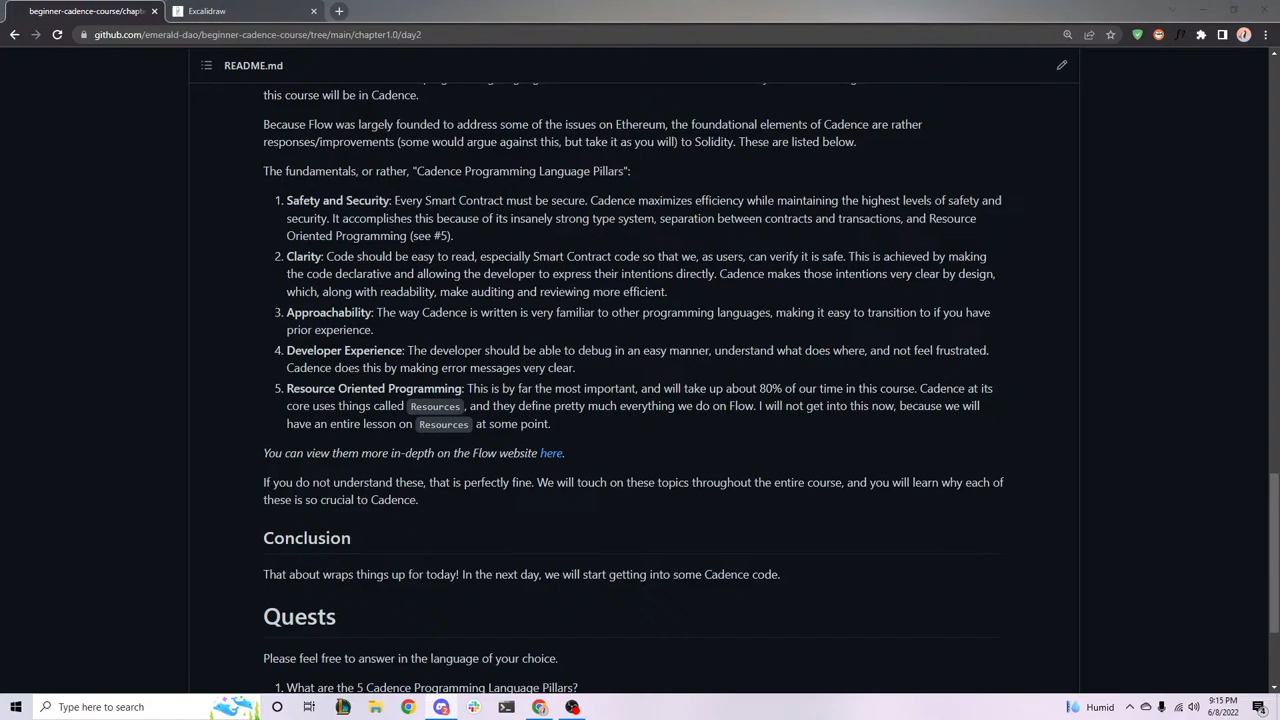 beginner-cadence-course/chapte
Excalidraw
github.com/emerald-dao/beginner-cadence-course/tree/main/chapter1.0/day2
README.md
this course will be in Cadence.
Because Flow was largely founded to address some of the issues on Ethereum, the foundational elements of Cadence are rather
responses/improvements (some would argue against this, but take it as you will) to Solidity. These are listed below.
The fundamentals, or rather, "Cadence Programming Language Pillars":
1. Safety and Security: Every Smart Contract must be secure. Cadence maximizes efficiency while maintaining the highest levels of safety and
security. It accomplishes this because of its insanely strong type system, separation between contracts and transactions, and Resource
Oriented Programming (see #5).
2. Clarity: Code should be easy to read, especially Smart Contract code so that we, as users, can verify it is safe. This is achieved by making
the code declarative and allowing the developer to express their intentions directly. Cadence makes those intentions very clear by design,
which, along with readability, make auditing and reviewing more efficient.
3. Approachability: The way Cadence is written is very familiar to other programming languages, making it easy to transition to if you have
prior experience.
4. Developer Experience: The developer should be able to debug in an easy manner, understand what does where, and not feel frustrated.
Cadence does this by making error messages very clear.
5. Resource Oriented Programming: This is by far the most important, and will take up about 80% of our time in this course. Cadence at its
core uses things called Resources, and they define pretty much everything we do on Flow. I will not get into this now, because we will
have an entire lesson on Resources at some point.
You can view them more in-depth on the Flow website here.
If you do not understand these, that is perfectly fine. We will touch on these topics throughout the entire course, and you will learn why each of
these is so crucial to Cadence.
Conclusion
That about wraps things up for today! In the next day, we will start getting into some Cadence code.
Quests
Please feel free to answer in the language of your choice.
1. What are the 5 Cadence Programming Language Pillars?
Type here to search
Humid
9:15 PM
6/8/2022
4